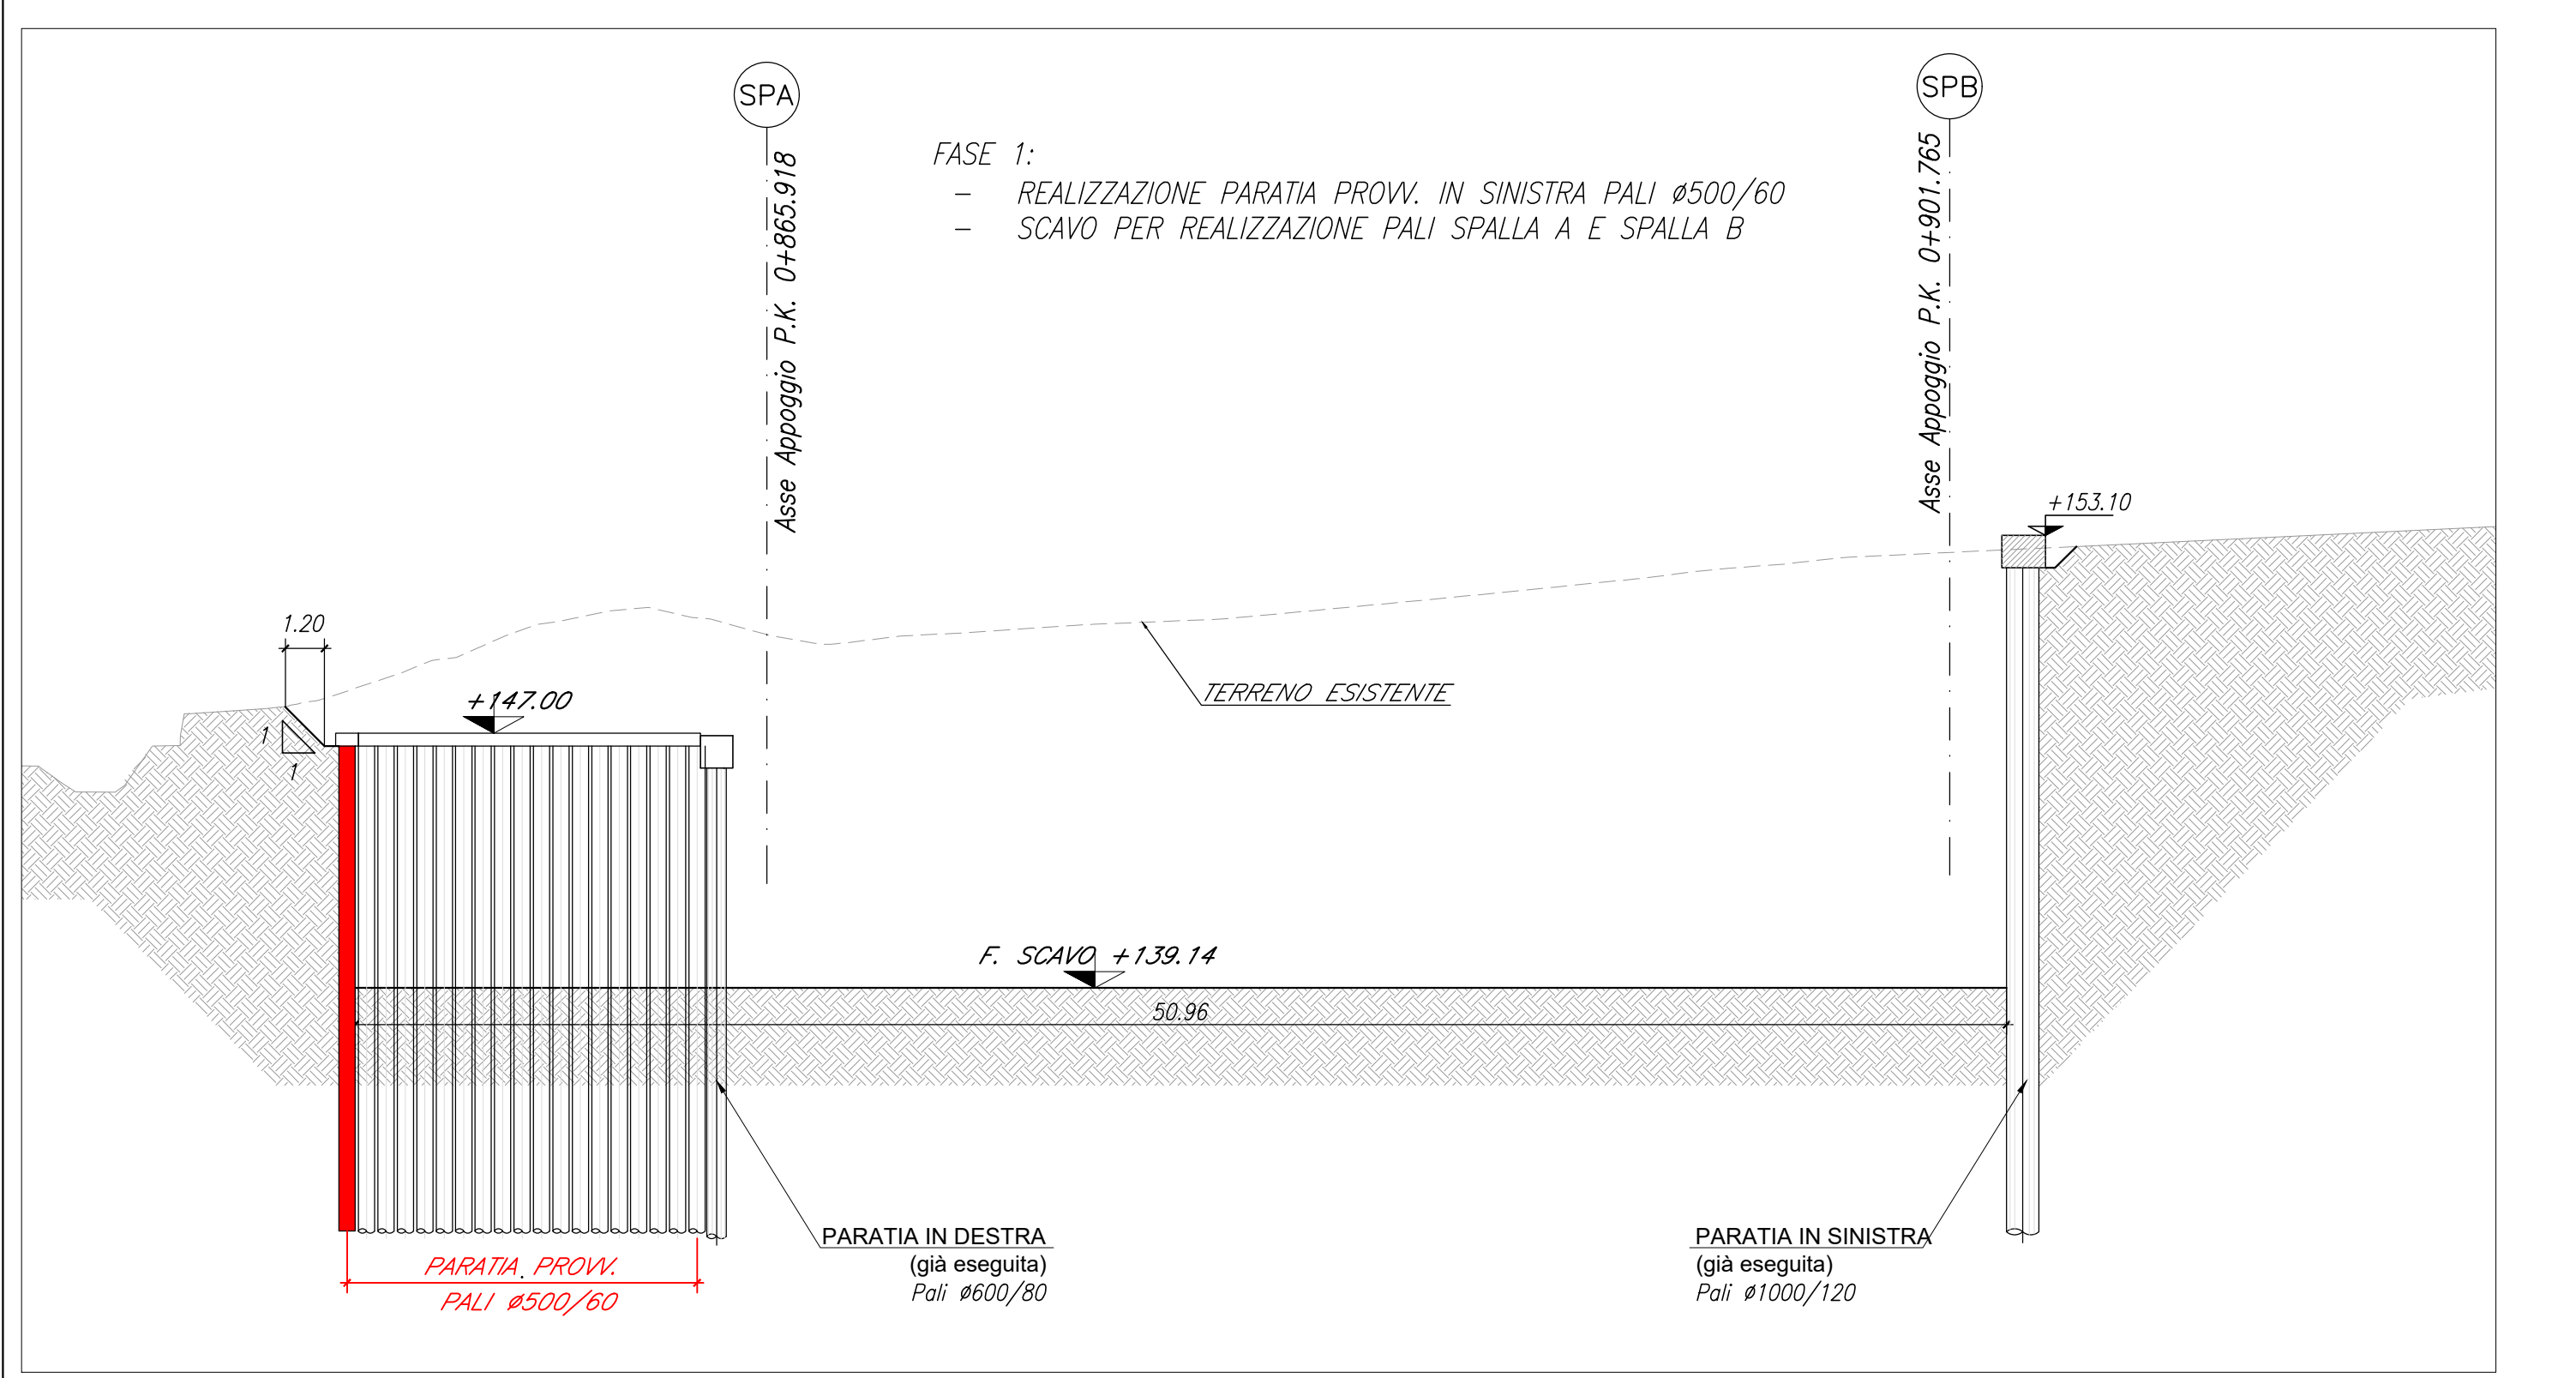 SPA
SPB
Asse Appoggio P.K. 0+865.918
Asse Appoggio P.K. 0+901.765
FASE 1:
- REALIZZAZIONE PARATIA PROVV. IN SINISTRA PALI ø500/60
- SCAVO PER REALIZZAZIONE PALI SPALLA A E SPALLA B
+153.10
1.20
+147.00
TERRENO ESISTENTE
1
1
F. SCAVO +139.14
50.96
PARATIA IN DESTRA
(già eseguita)
Pali ø600/80
PARATIA IN SINISTRA
(già eseguita)
Pali ø1000/120
PARATIA PROVV.
PALI ø500/60